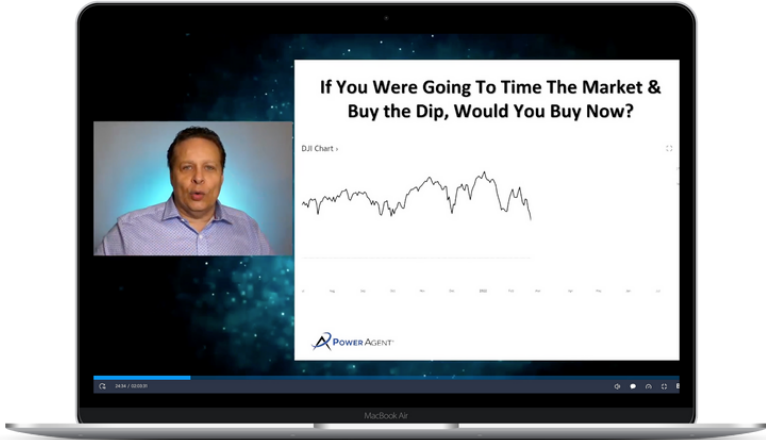 If You Were Going To Time The Market &
Buy the Dip, Would You Buy Now?
DJI Chart ›
POWER AGENT
MacBook Air